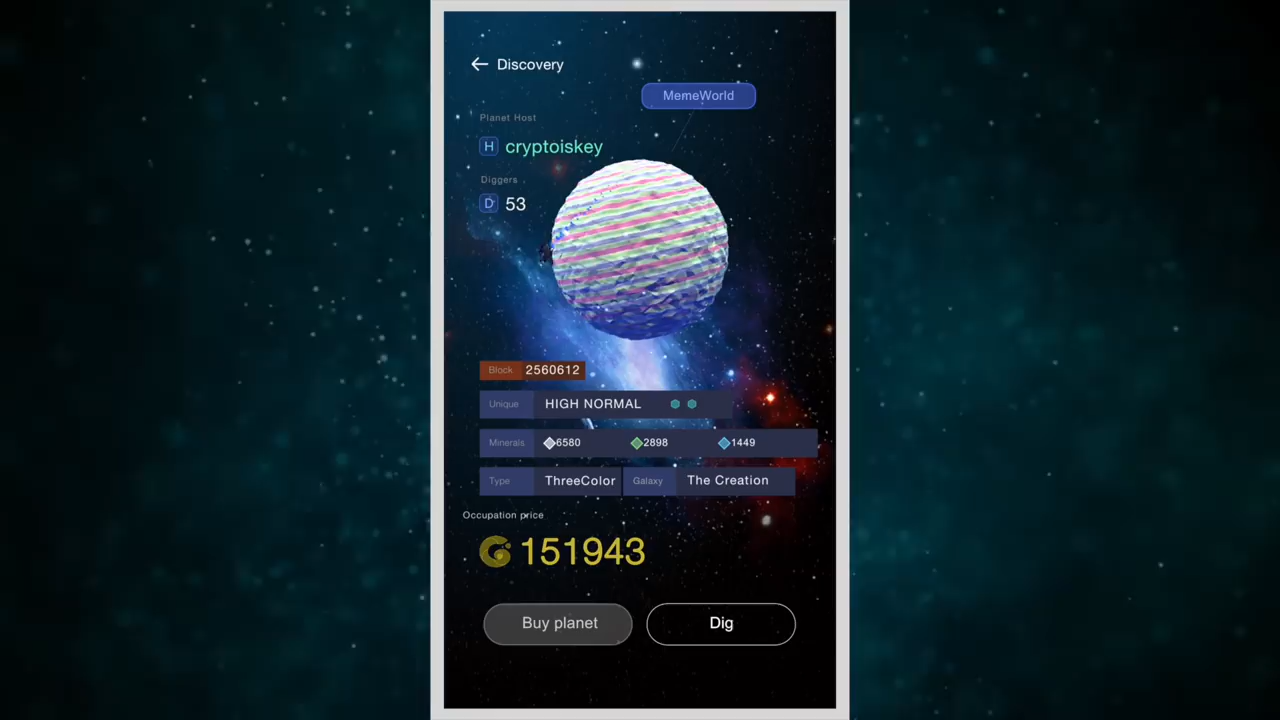 ← Discovery
MemeWorld
Planet Host
H cryptoiskey
Diggers
D 53
Block 2560612
Unique HIGH NORMAL
Minerals 6580 2898 1449
Type ThreeColor Galaxy The Creation
Occupation price
151943
Buy planet Dig